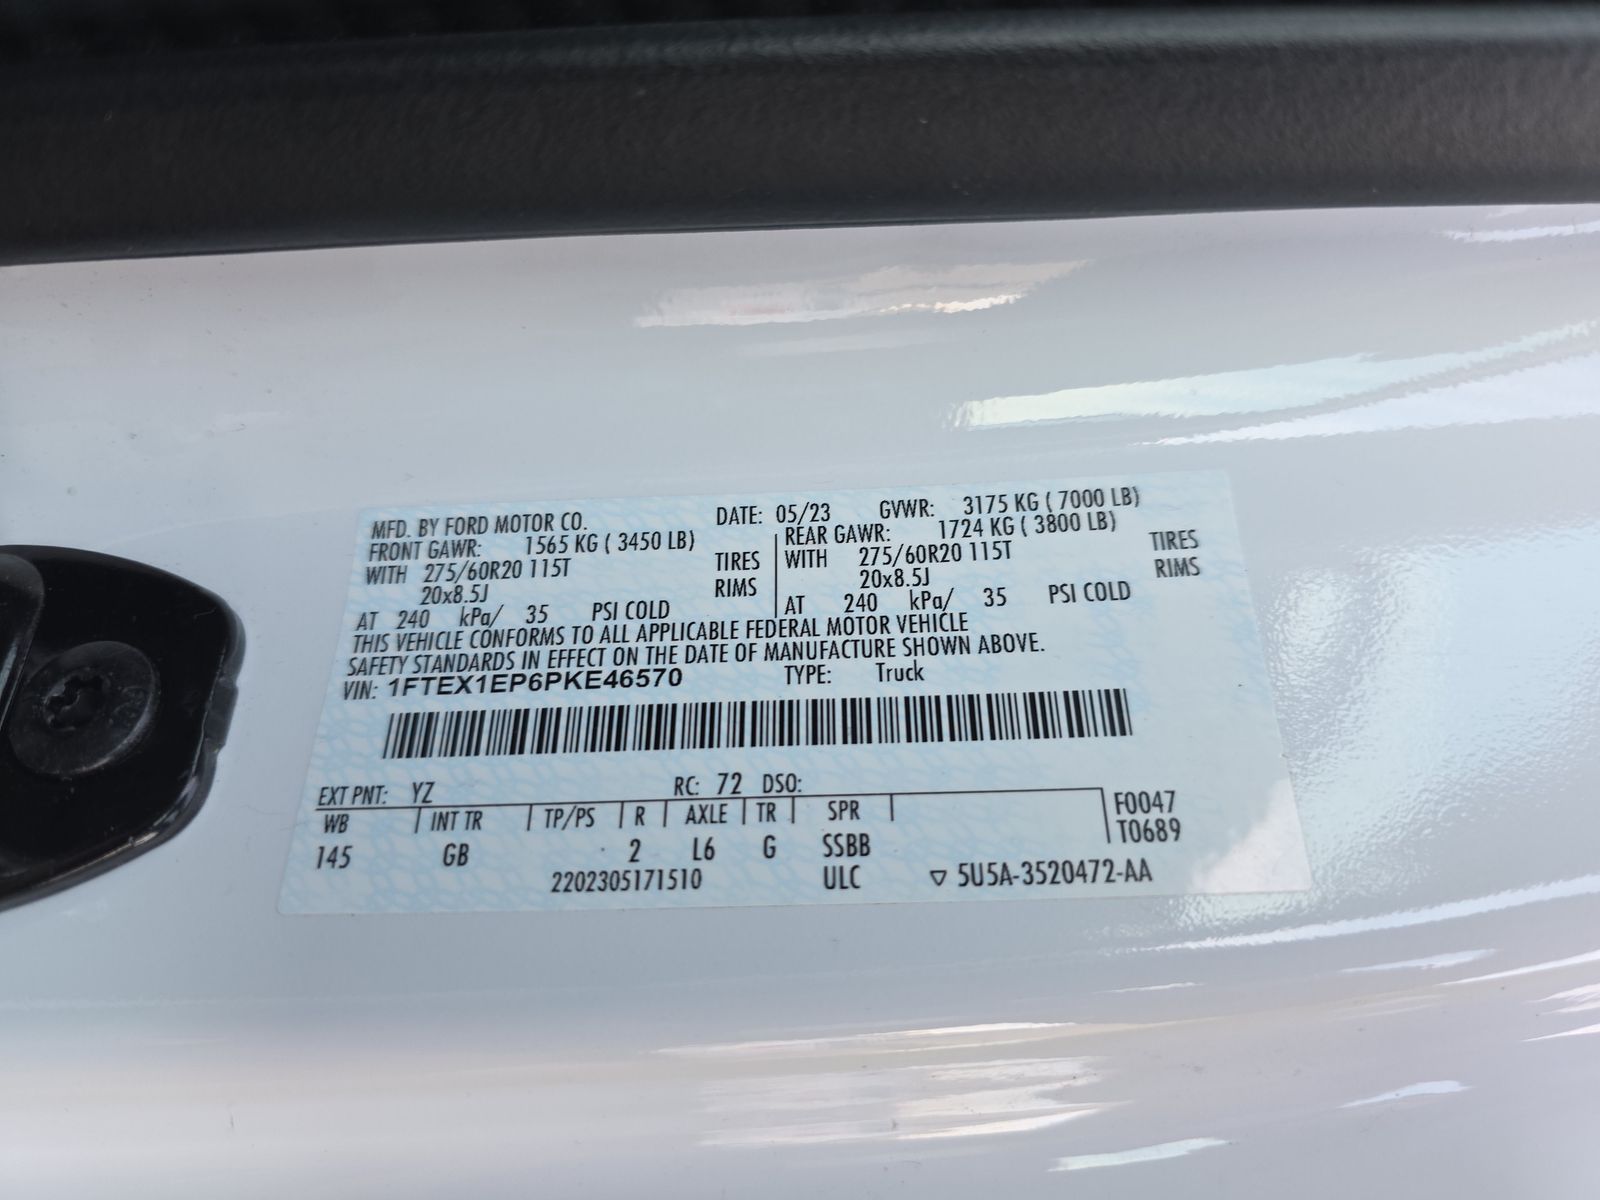 MFD. BY FORD MOTOR CO. DATE: 05/23 GVWR: 3175 KG ( 7000 LB)
FRONT GAWR: 1565 KG ( 3450 LB) REAR GAWR: 1724 KG ( 3800 LB)
WITH 275/60R20 115T TIRES WITH 275/60R20 115T TIRES
20x8.5J RIMS 20x8.5J RIMS
AT 240 kPa/ 35 PSI COLD AT 240 kPa/ 35 PSI COLD
THIS VEHICLE CONFORMS TO ALL APPLICABLE FEDERAL MOTOR VEHICLE
SAFETY STANDARDS IN EFFECT ON THE DATE OF MANUFACTURE SHOWN ABOVE.
VIN: 1FTEX1EP6PKE46570 TYPE: Truck
EXT PNT: YZ RC: 72 DSO:
WB INT TR TP/PS R AXLE TR SPR F0047
145 GB 2 L6 G SSBB T0689
2202305171510 ULC ▽ 5U5A-3520472-AA